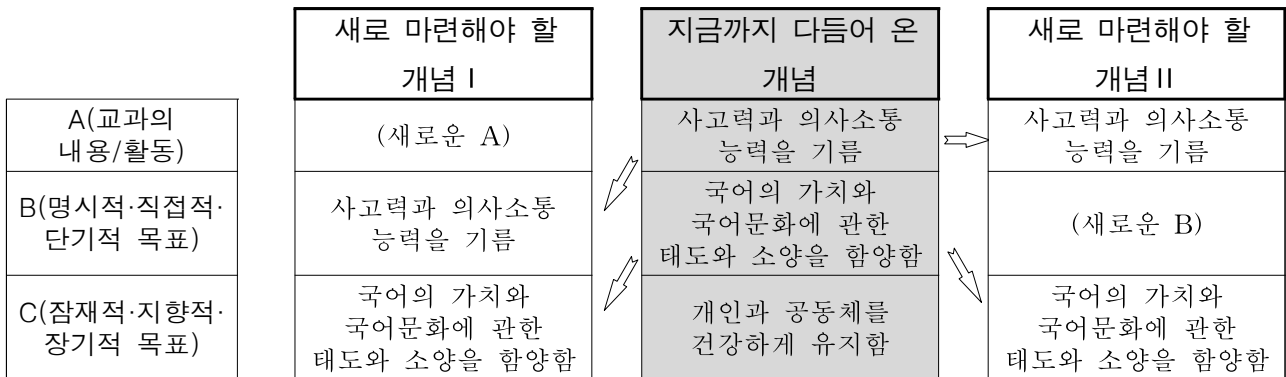 새로 마련해야 할
개념Ⅰ
지금까지 다듬어 온
개념
새로 마련해야 할
개념Ⅱ
A(교과의
내용/활동)
(새로운 A)
사고력과 의사소통
능력을 기름
사고력과 의사소통
능력을 기름
B(명시적·직접적·
단기적 목표)
사고력과 의사소통
능력을 기름
국어의 가치와
국어문화에 관한
태도와 소양을 함양함
(새로운 B)
C(잠재적·지향적·
장기적 목표)
국어의 가치와
국어문화에 관한
태도와 소양을 함양함
개인과 공동체를
건강하게 유지함
국어의 가치와
국어문화에 관한
태도와 소양을 함양함